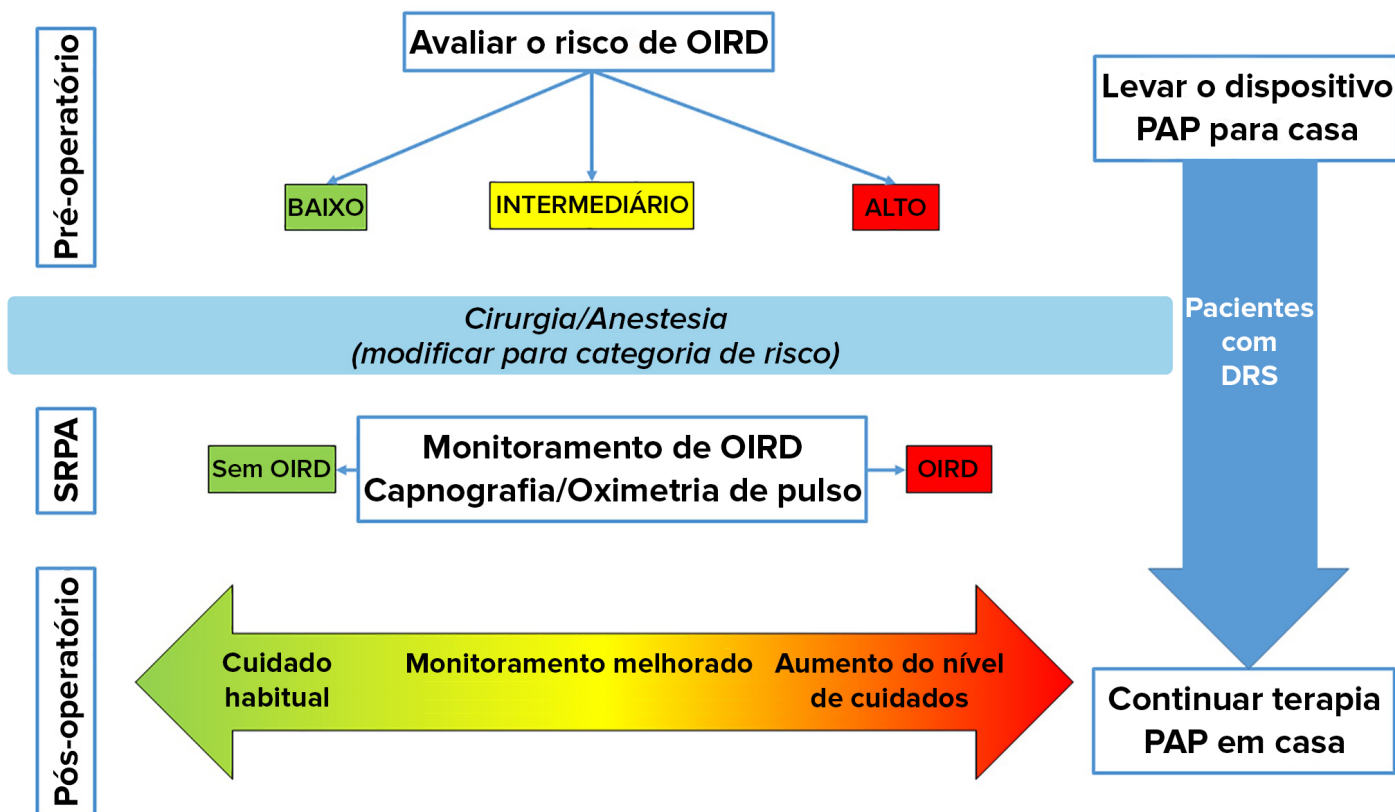 Pré-operatório
Avaliar o risco de OIRD
BAIXO
INTERMEDIÁRIO
ALTO
Levar o dispositivo
PAP para casa
Cirurgia/Anestesia
(modificar para categoria de risco)
Pacientes
com
DRS
SRPA
Sem OIRD
Monitoramento de OIRD
Capnografia/Oximetria de pulso
OIRD
Pós-operatório
Cuidado
habitual
Monitoramento melhorado
Aumento do nível
de cuidados
Continuar terapia
PAP em casa